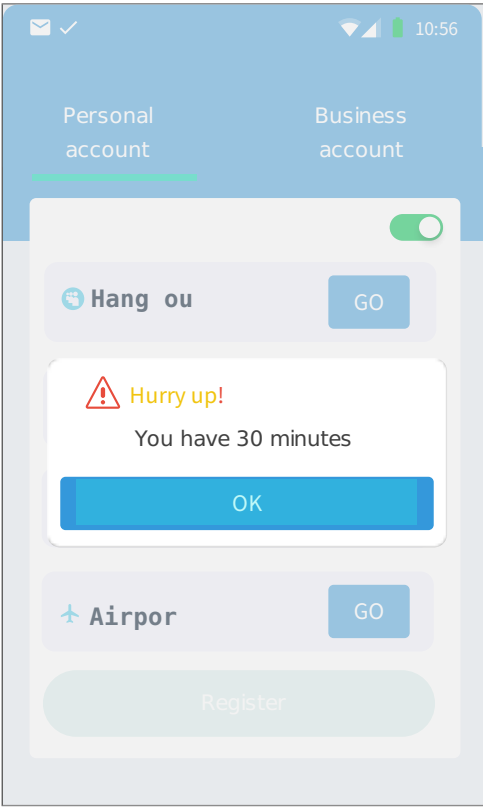 10:56
Personal
account
Business
account
Hang ou
GO
Hurry up!
You have 30 minutes
OK
Airpor
GO
Register